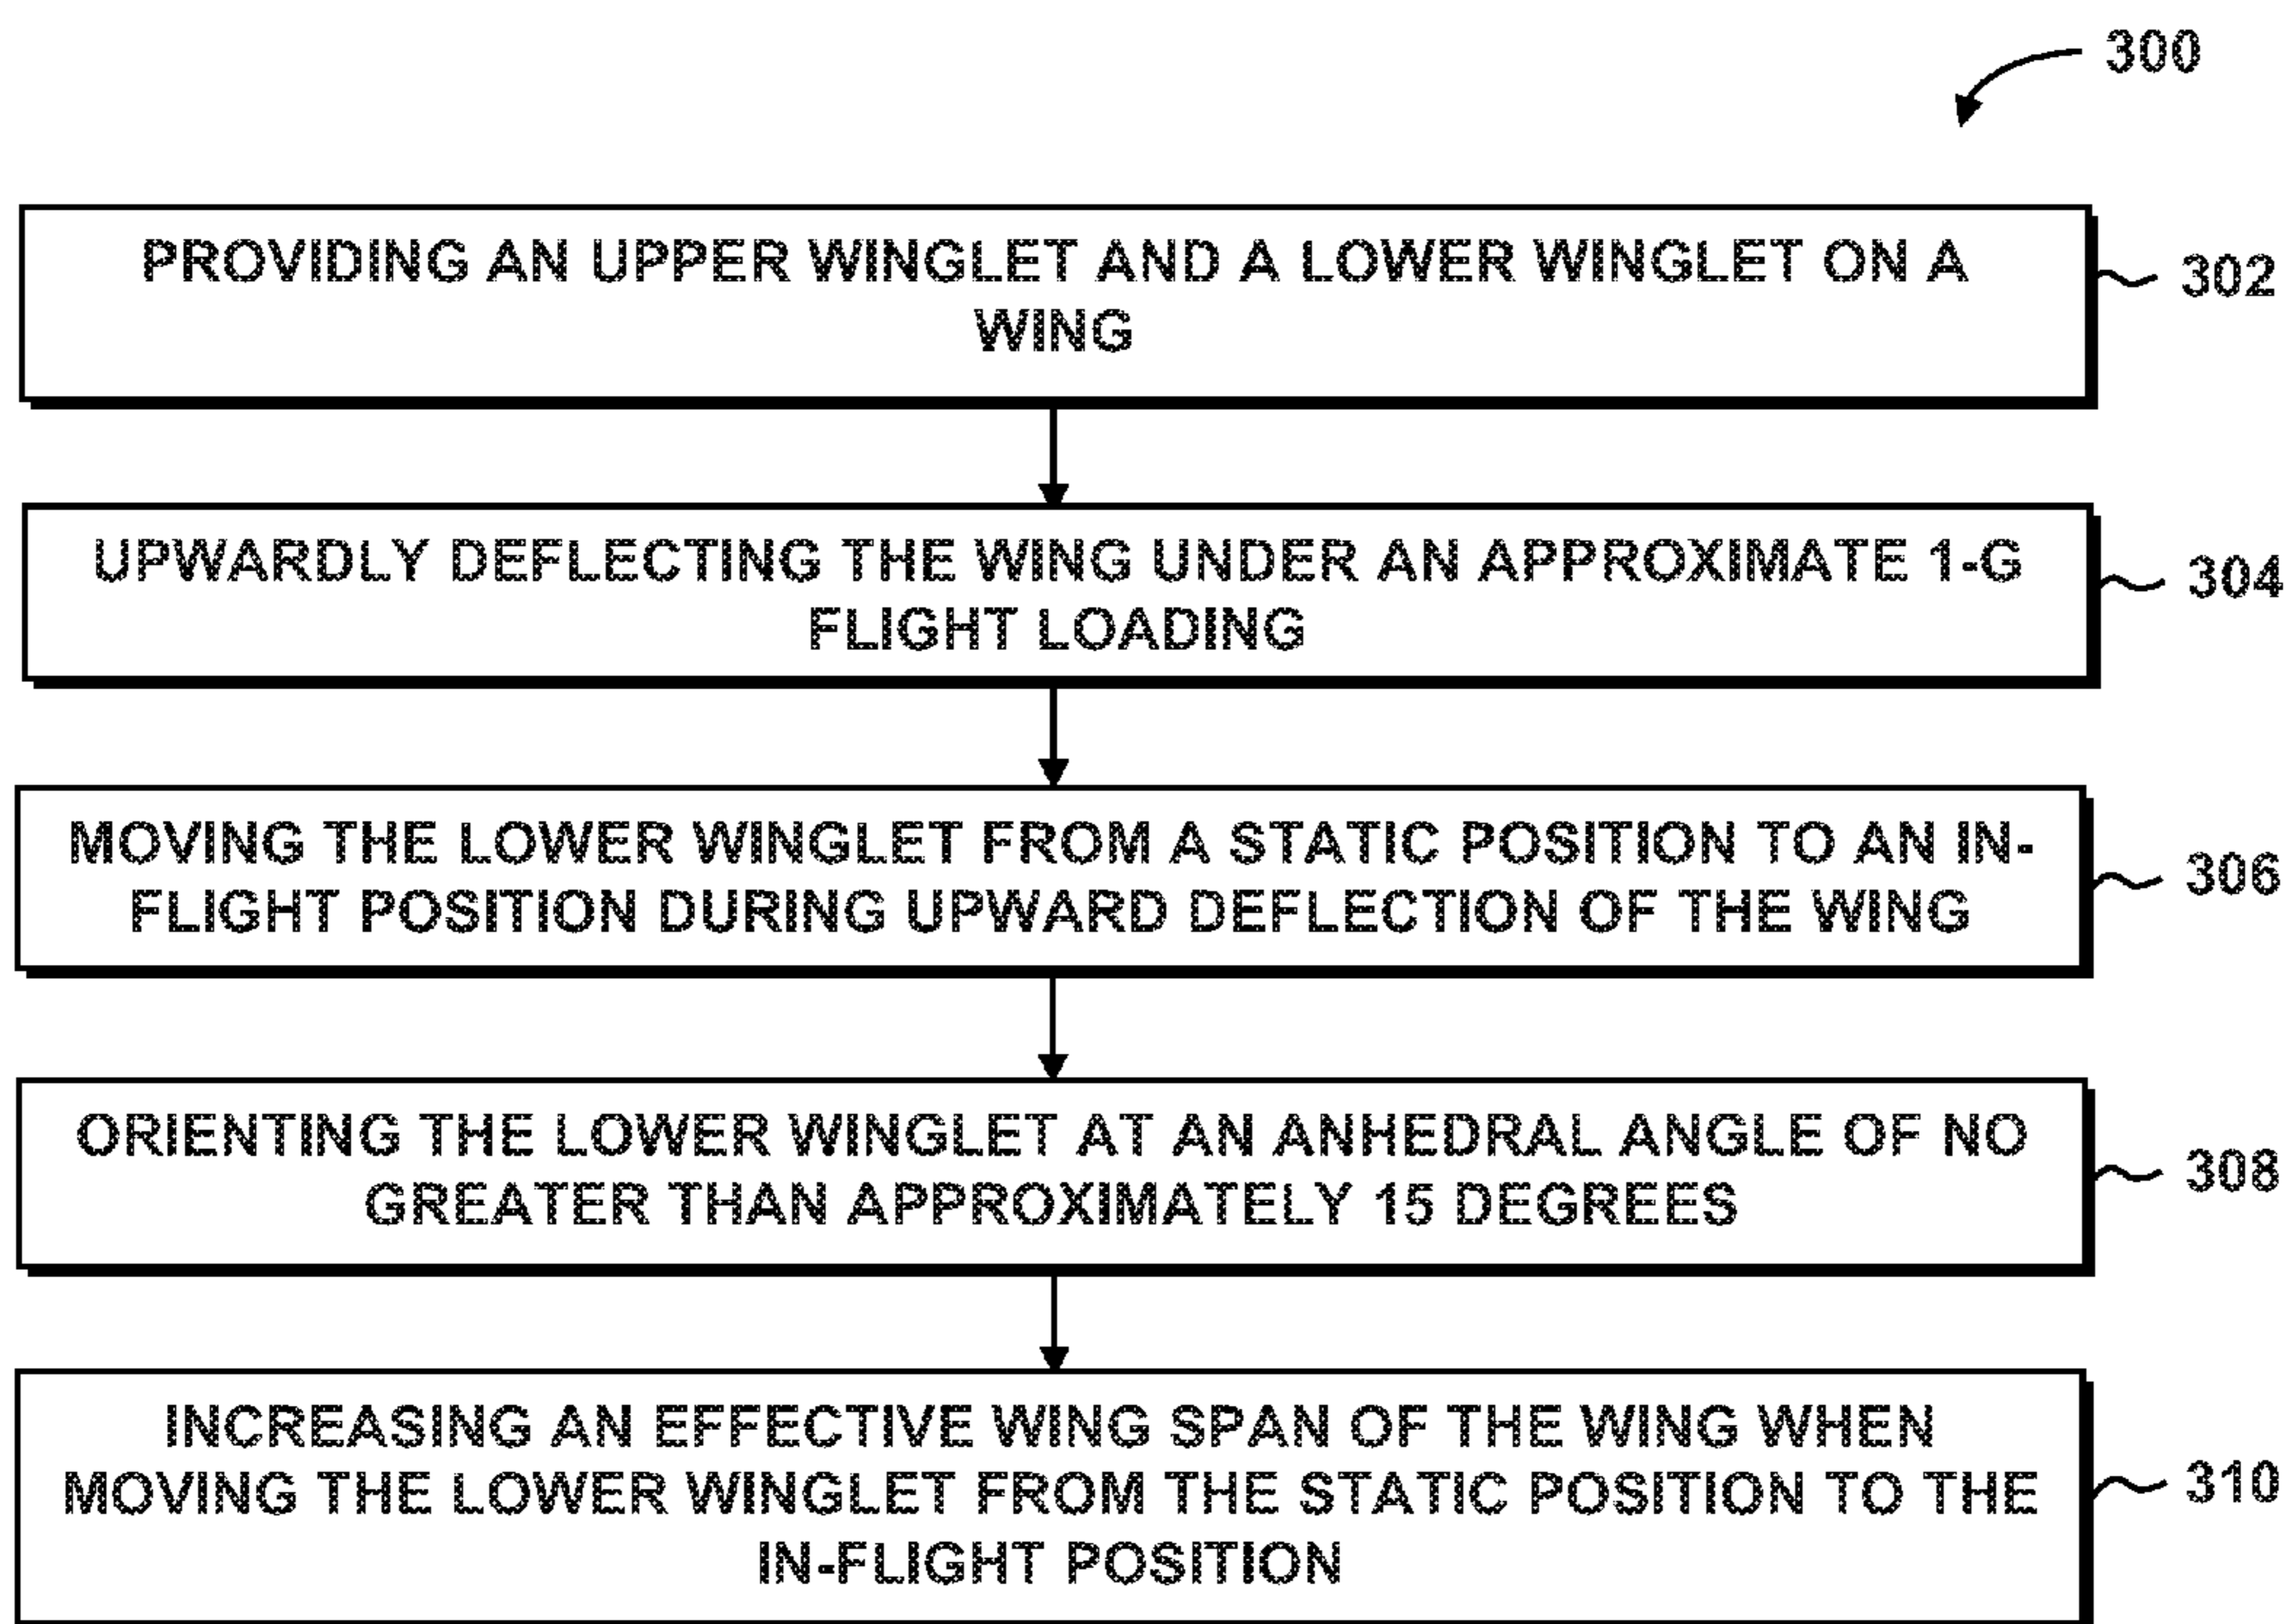 300
PROVIDING AN UPPER WINGLET AND A LOWER WINGLET ON A
WING
302
UPWARDLY DEFLECTING THE WING UNDER AN APPROXIMATE 1-G
FLIGHT LOADING
304
MOVING THE LOWER WINGLET FROM A STATIC POSITION TO AN IN-
FLIGHT POSITION DURING UPWARD DEFLECTION OF THE WING
306
ORIENTING THE LOWER WINGLET AT AN ANHEDRAL ANGLE OF NO
GREATER THAN APPROXIMATELY 15 DEGREES
308
INCREASING AN EFFECTIVE WING SPAN OF THE WING WHEN
MOVING THE LOWER WINGLET FROM THE STATIC POSITION TO THE
IN-FLIGHT POSITION
310